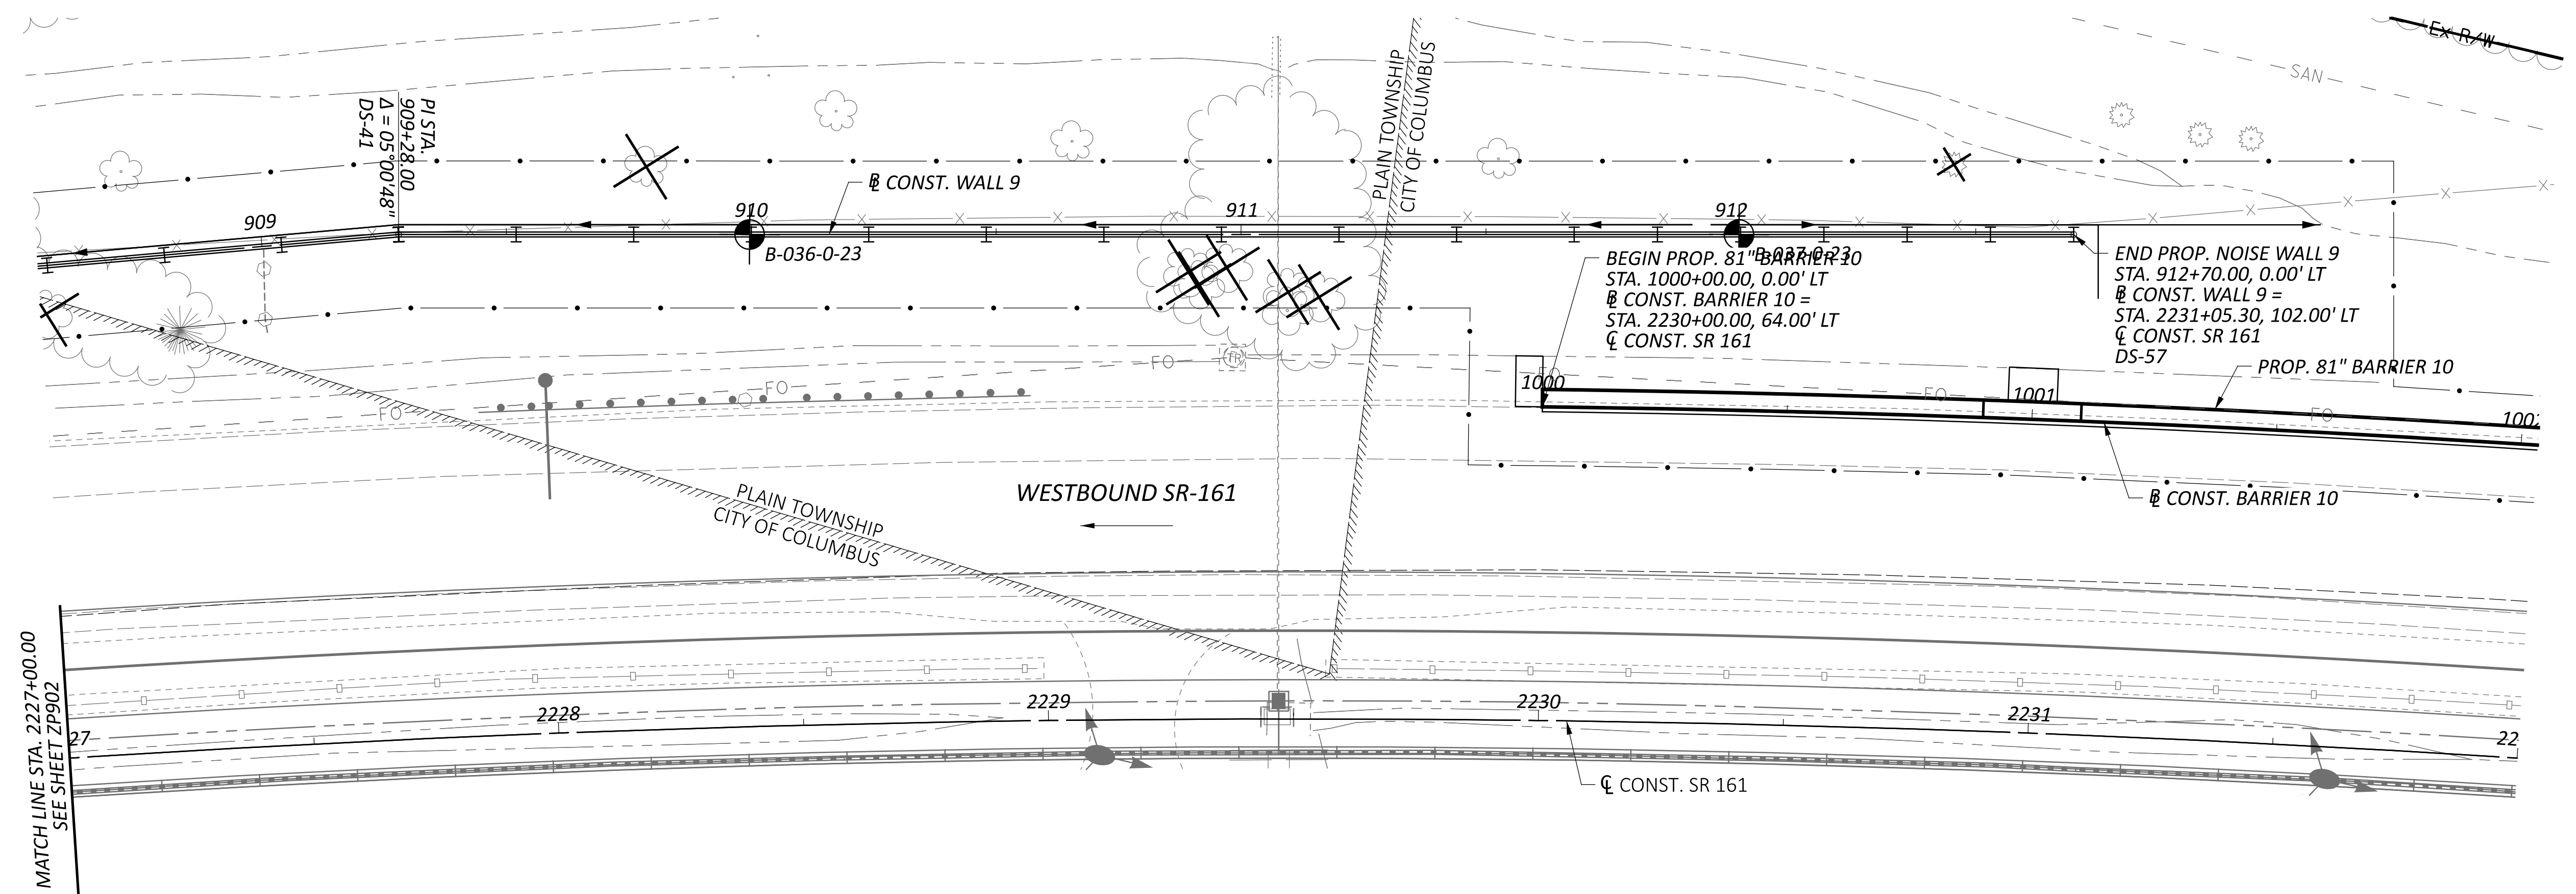 Ex R/W
SAN
PLAIN TOWNSHIP
CITY OF COLUMBUS
PI STA.
909+28.00
Δ = 05°00'48"
DS-41
℄ CONST. WALL 9
909
910
911
912
B-036-0-23
B-037-0-23
BEGIN PROP. 81" BARRIER 10
STA. 1000+00.00, 0.00' LT
BL CONST. BARRIER 10 =
STA. 2230+00.00, 64.00' LT
℄ CONST. SR 161
END PROP. NOISE WALL 9
STA. 912+70.00, 0.00' LT
BL CONST. WALL 9 =
STA. 2231+05.30, 102.00' LT
℄ CONST. SR 161
DS-57
PROP. 81" BARRIER 10
TR
FO
FO
FO
FO
FO
FO
1000
1001
1002
BL CONST. BARRIER 10
WESTBOUND SR-161
PLAIN TOWNSHIP
CITY OF COLUMBUS
MATCH LINE STA. 2227+00.00
SEE SHEET ZP902
27
2228
2229
2230
2231
22
℄ CONST. SR 161